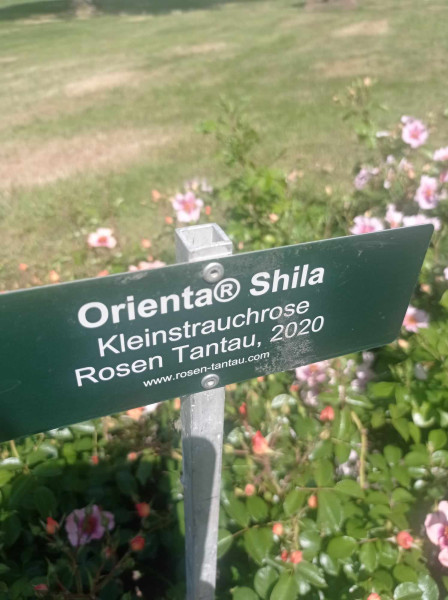 Orienta® Shila
Kleinstrauchrose
Rosen Tantau, 2020
www.rosen-tantau.com